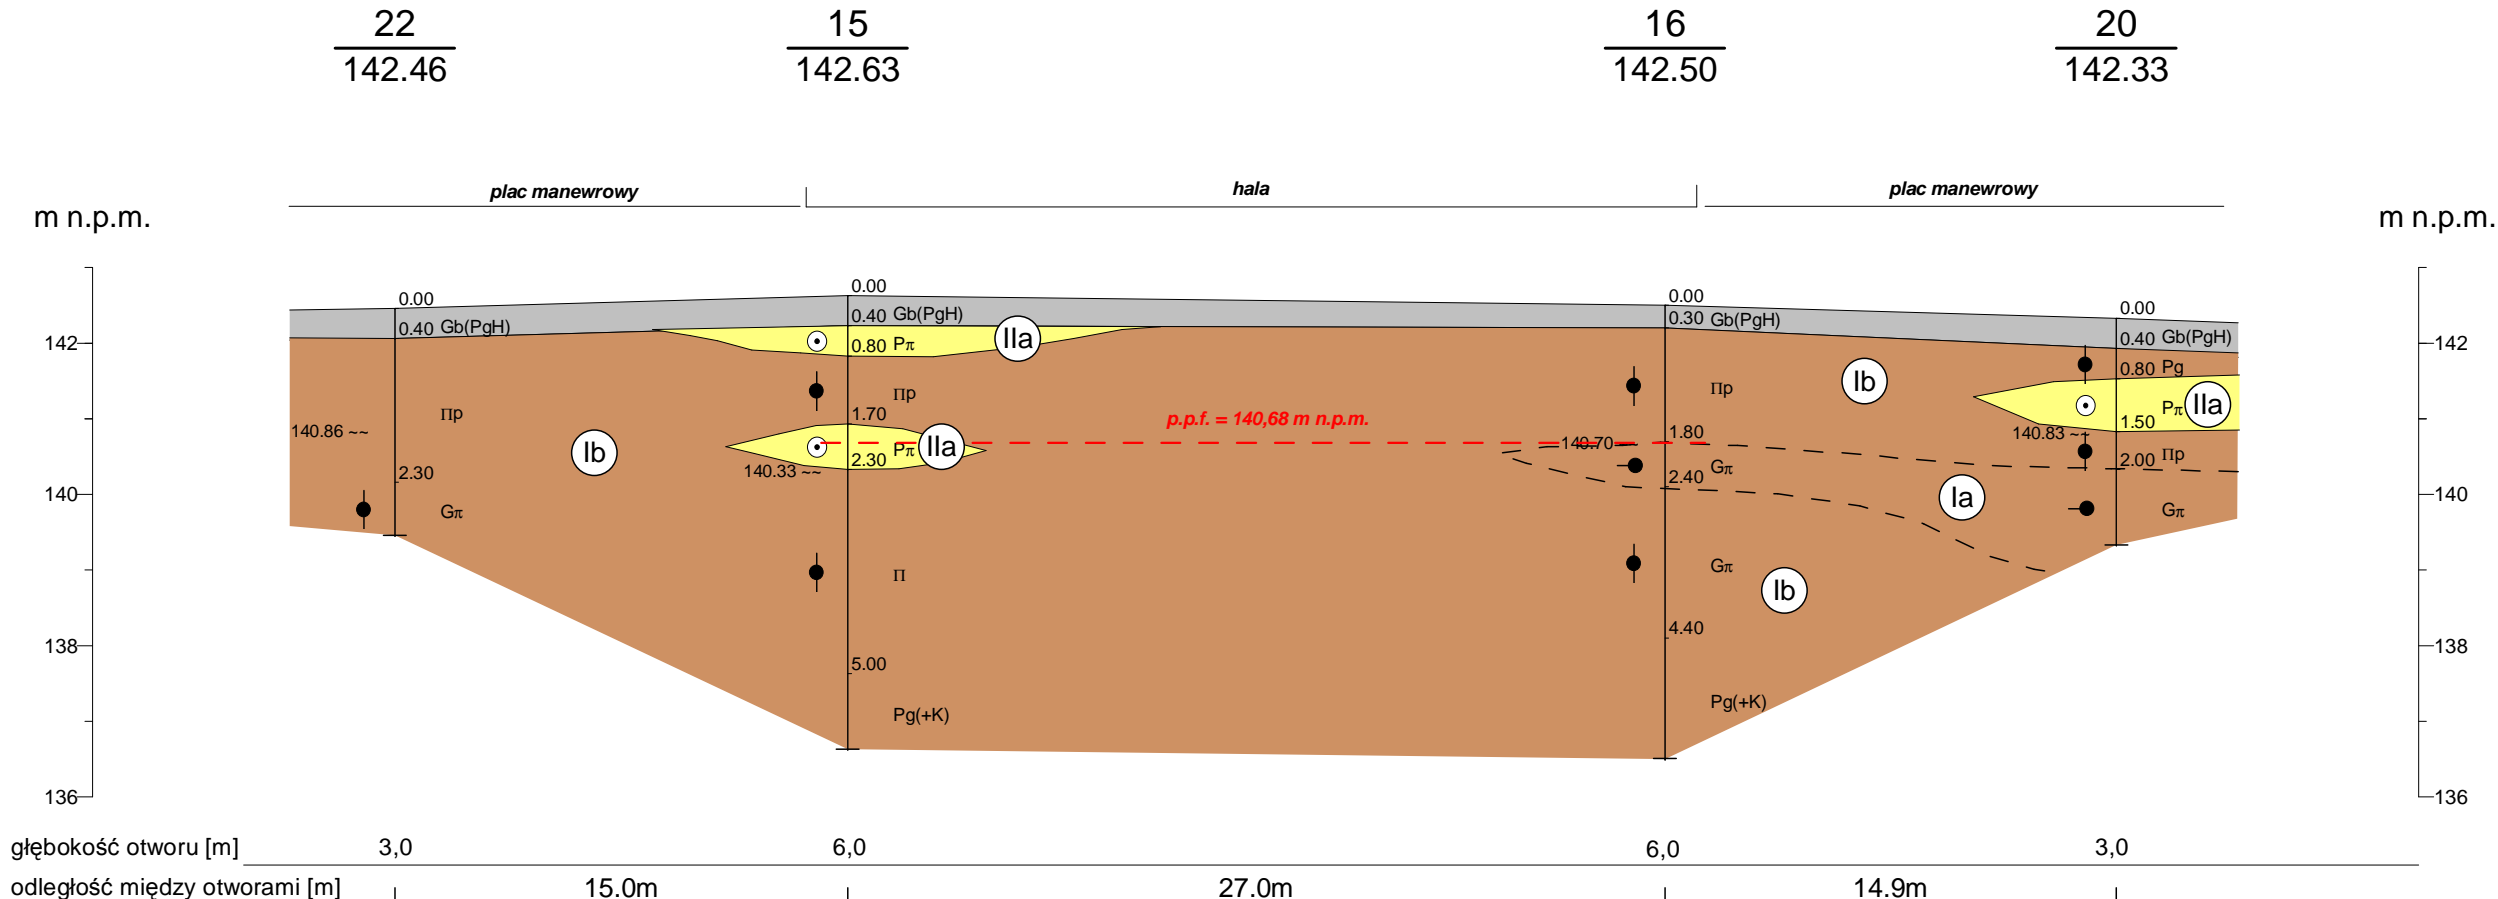 22 15 16 20
142.46 142.63 142.50 142.33
plac manewrowy hala plac manewrowy
m n.p.m. m n.p.m.
0.00 0.00 0.00 0.00
0.40 Gb(PgH) 0.40 Gb(PgH) 0.30 Gb(PgH) 0.40 Gb(PgH)
142 0.80 Pπ IIa 142
Πp 1.70 Πp Πp Ib 0.80 Pg
p.p.f. = 140,68 m n.p.m. Pπ IIa
140.86 ~~ Ib Pπ IIa 140.70 ~~ 1.80 140.83 ~~ 1.50
2.30 140.33 ~~ 2.30 Gπ 2.00 Πp
140 2.40 Ia 140
Gπ Gπ
Π Gπ Ib
138 4.40 138
5.00
Pg(+K) Pg(+K)
136 136
głębokość otworu [m] 3,0 6,0 6,0 3,0
odległość między otworami [m] 15.0m 27.0m 14.9m